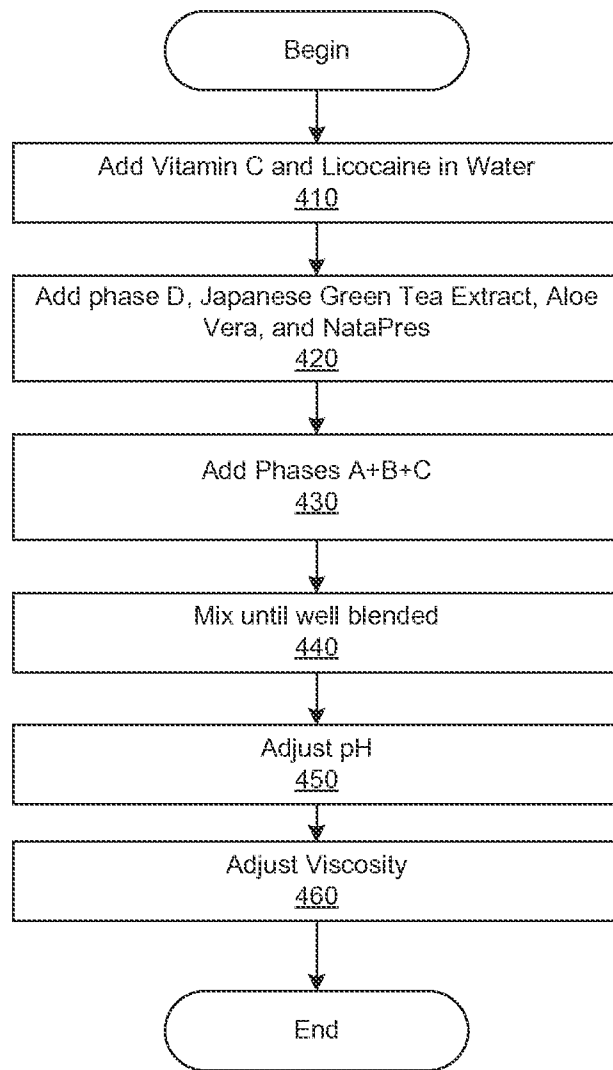 Begin
Add Vitamin C and Licocaine in Water
410
Add phase D, Japanese Green Tea Extract, Aloe
Vera, and NataPres
420
Add Phases A+B+C
430
Mix until well blended
440
Adjust pH
450
Adjust Viscosity
460
End